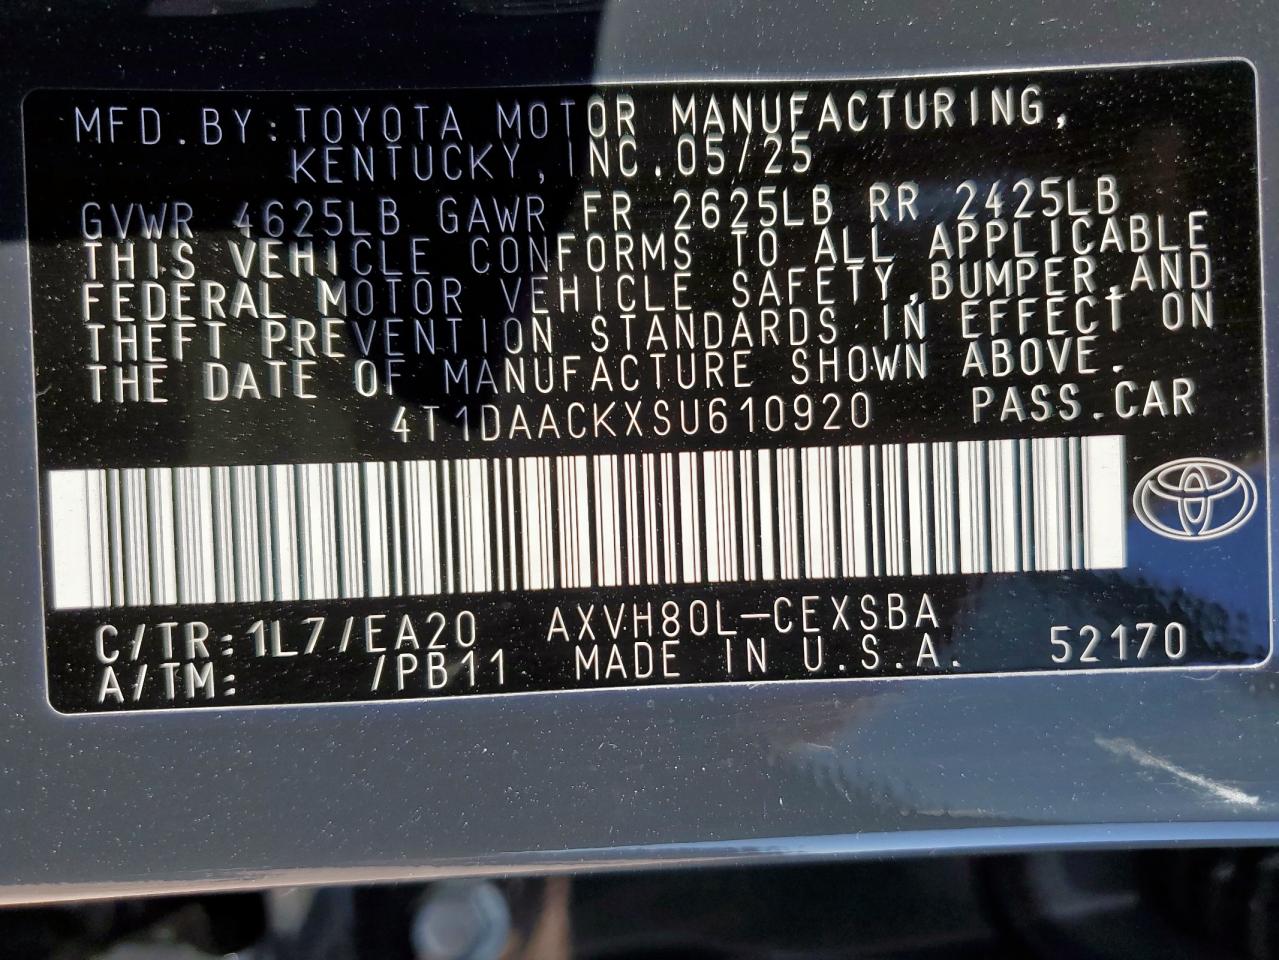 MFD.BY:TOYOTA MOTOR MANUFACTURING,
KENTUCKY,INC.05/25
GVWR 4625LB GAWR FR 2625LB RR 2425LB
THIS VEHICLE CONFORMS TO ALL APPLICABLE
FEDERAL MOTOR VEHICLE SAFETY,BUMPER,AND
THEFT PREVENTION STANDARDS IN EFFECT ON
THE DATE OF MANUFACTURE SHOWN ABOVE.
4T1DAACKXSU610920 PASS.CAR
C/TR:1L7/EA20 AXVH80L-CEXSBA
A/TM: /PB11 MADE IN U.S.A. 52170